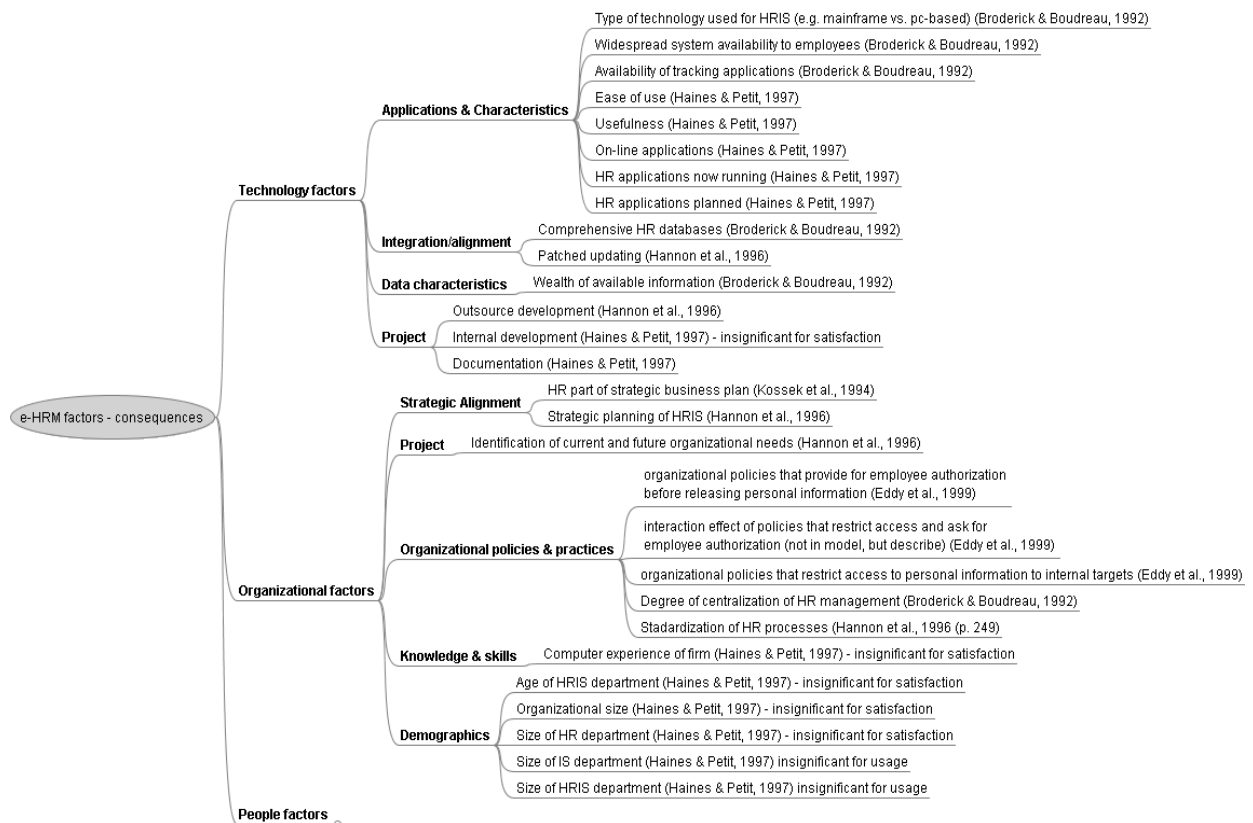 Type of technology used for HRIS (e.g. mainframe vs. pc-based) (Broderick & Boudreau, 1992)
Widespread system availability to employees (Broderick & Boudreau, 1992)
Availability of tracking applications (Broderick & Boudreau, 1992)
Applications & Characteristics
Ease of use (Haines & Petit, 1997)
Usefulness (Haines & Petit, 1997)
On-line applications (Haines & Petit, 1997)
HR applications now running (Haines & Petit, 1997)
HR applications planned (Haines & Petit, 1997)
Technology factors
Integration/alignment
Comprehensive HR databases (Broderick & Boudreau, 1992)
Patched updating (Hannon et al., 1996)
Data characteristics
Wealth of available information (Broderick & Boudreau, 1992)
Project
Outsource development (Hannon et al., 1996)
Internal development (Haines & Petit, 1997) - insignificant for satisfaction
Documentation (Haines & Petit, 1997)
e-HRM factors - consequences
Strategic Alignment
HR part of strategic business plan (Kossek et al., 1994)
Strategic planning of HRIS (Hannon et al., 1996)
Project
Identification of current and future organizational needs (Hannon et al., 1996)
organizational policies that provide for employee authorization
before releasing personal information (Eddy et al., 1999)
Organizational policies & practices
interaction effect of policies that restrict access and ask for
employee authorization (not in model, but describe) (Eddy et al., 1999)
organizational policies that restrict access to personal information to internal targets (Eddy et al., 1999)
Degree of centralization of HR management (Broderick & Boudreau, 1992)
Stadardization of HR processes (Hannon et al., 1996 (p. 249)
Organizational factors
Knowledge & skills
Computer experience of firm (Haines & Petit, 1997) - insignificant for satisfaction
Demographics
Age of HRIS department (Haines & Petit, 1997) - insignificant for satisfaction
Organizational size (Haines & Petit, 1997) - insignificant for satisfaction
Size of HR department (Haines & Petit, 1997) - insignificant for satisfaction
Size of IS department (Haines & Petit, 1997) insignificant for usage
Size of HRIS department (Haines & Petit, 1997) insignificant for usage
People factors